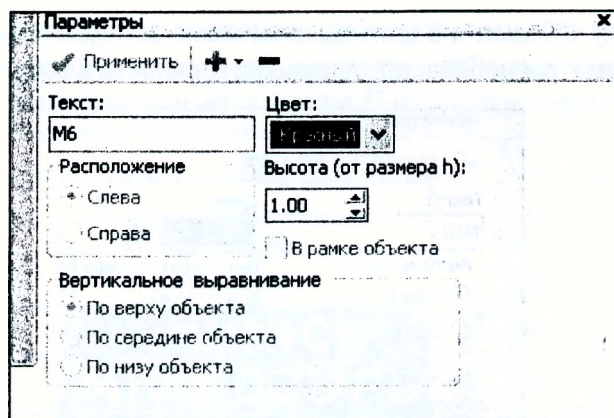 Параметры
Применить
Текст: Цвет:
М6 Красный
Расположение Высота (от размера h):
Слева 1.00
Справа В рамке объекта
Вертикальное выравнивание
По верху объекта
По середине объекта
По низу объекта